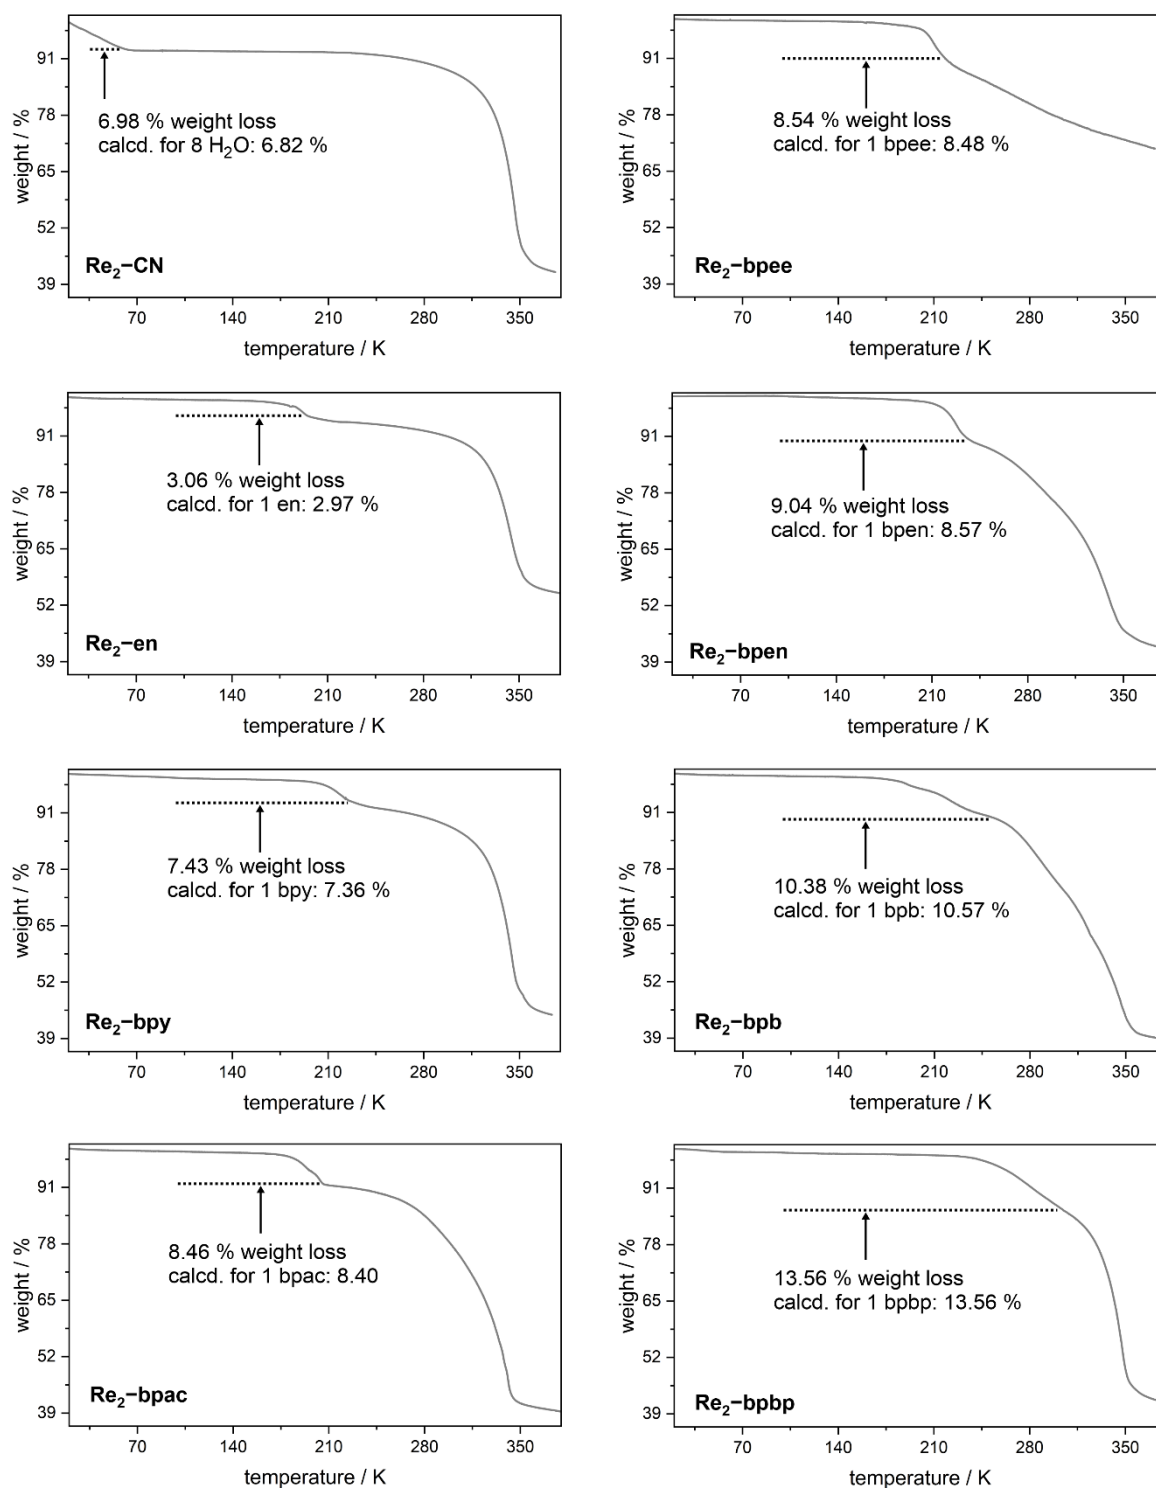 91
78
65
52
39
weight / %
6.98 % weight loss
calcd. for 8 H₂O: 6.82 %
Re₂−CN
70 140 210 280 350
temperature / K
91
78
65
52
39
weight / %
8.54 % weight loss
calcd. for 1 bpee: 8.48 %
Re₂−bpee
70 140 210 280 350
temperature / K
91
78
65
52
39
weight / %
3.06 % weight loss
calcd. for 1 en: 2.97 %
Re₂−en
70 140 210 280 350
temperature / K
91
78
65
52
39
weight / %
9.04 % weight loss
calcd. for 1 bpen: 8.57 %
Re₂−bpen
70 140 210 280 350
temperature / K
91
78
65
52
39
weight / %
7.43 % weight loss
calcd. for 1 bpy: 7.36 %
Re₂−bpy
70 140 210 280 350
temperature / K
91
78
65
52
39
weight / %
10.38 % weight loss
calcd. for 1 bpb: 10.57 %
Re₂−bpb
70 140 210 280 350
temperature / K
91
78
65
52
39
weight / %
8.46 % weight loss
calcd. for 1 bpac: 8.40
Re₂−bpac
70 140 210 280 350
temperature / K
91
78
65
52
39
weight / %
13.56 % weight loss
calcd. for 1 bpbp: 13.56 %
Re₂−bpbp
70 140 210 280 350
temperature / K